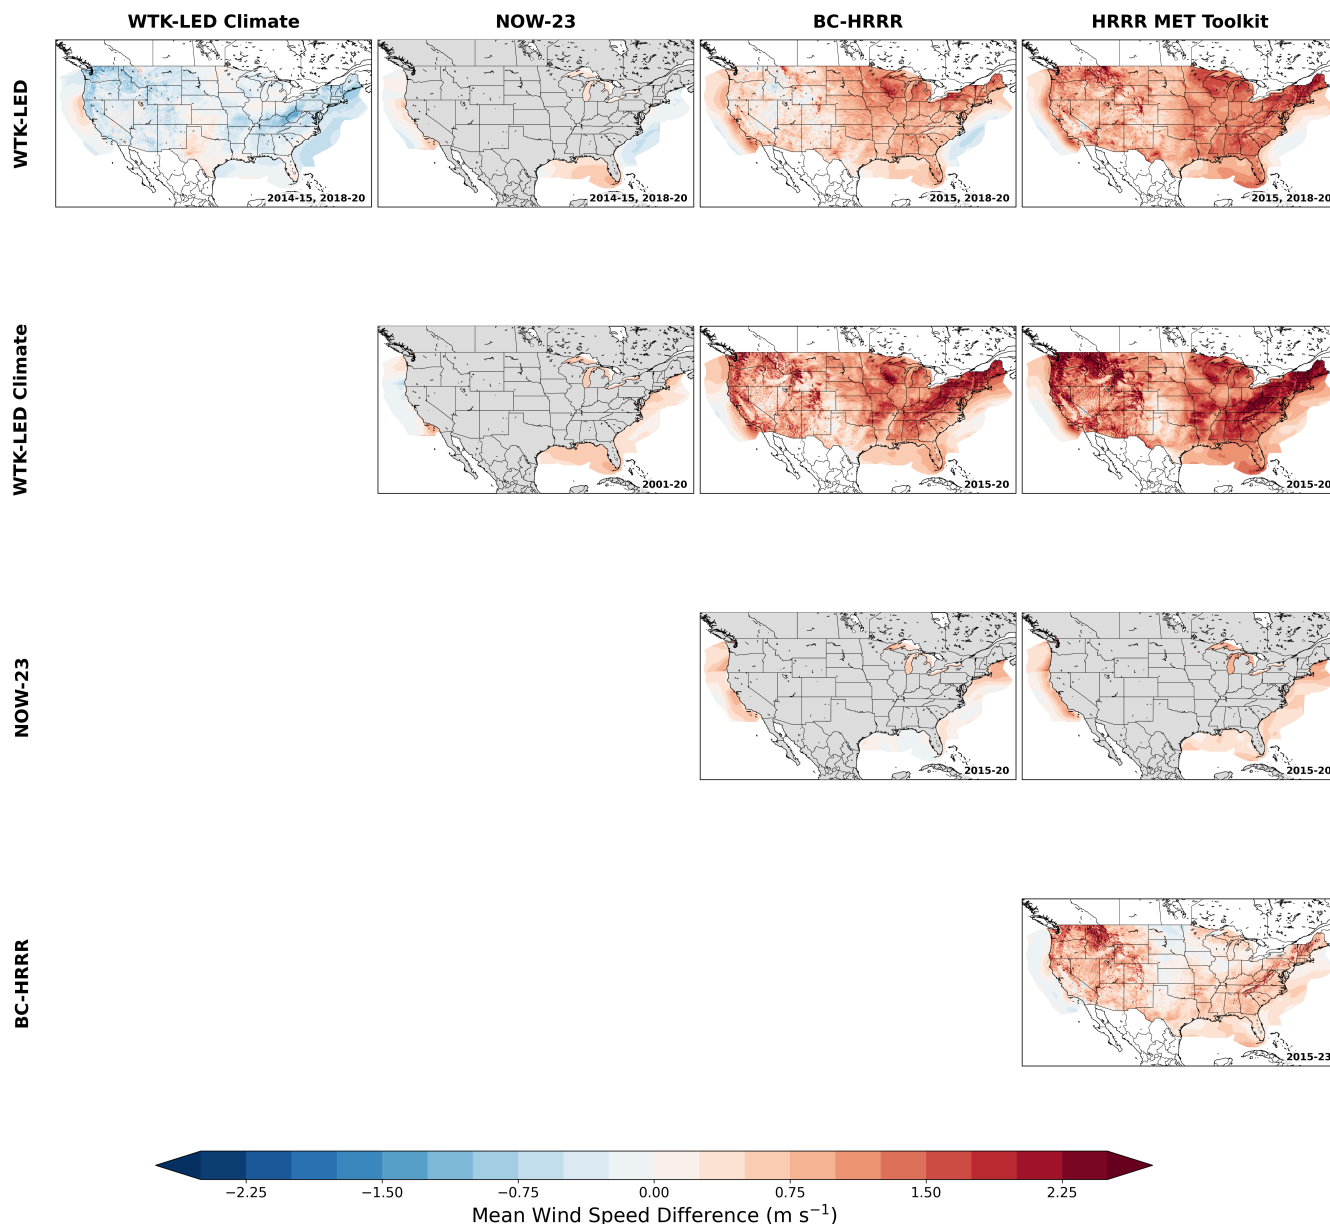 WTK-LED Climate NOW-23 BC-HRRR HRRR MET Toolkit
WTK-LED
2014-15, 2018-20 2014-15, 2018-20 2015, 2018-20 2015, 2018-20
WTK-LED Climate
2001-20 2015-20 2015-20
NOW-23
2015-20 2015-20
BC-HRRR
2015-23
−2.25 −1.50 −0.75 0.00 0.75 1.50 2.25
Mean Wind Speed Difference (m s⁻¹)